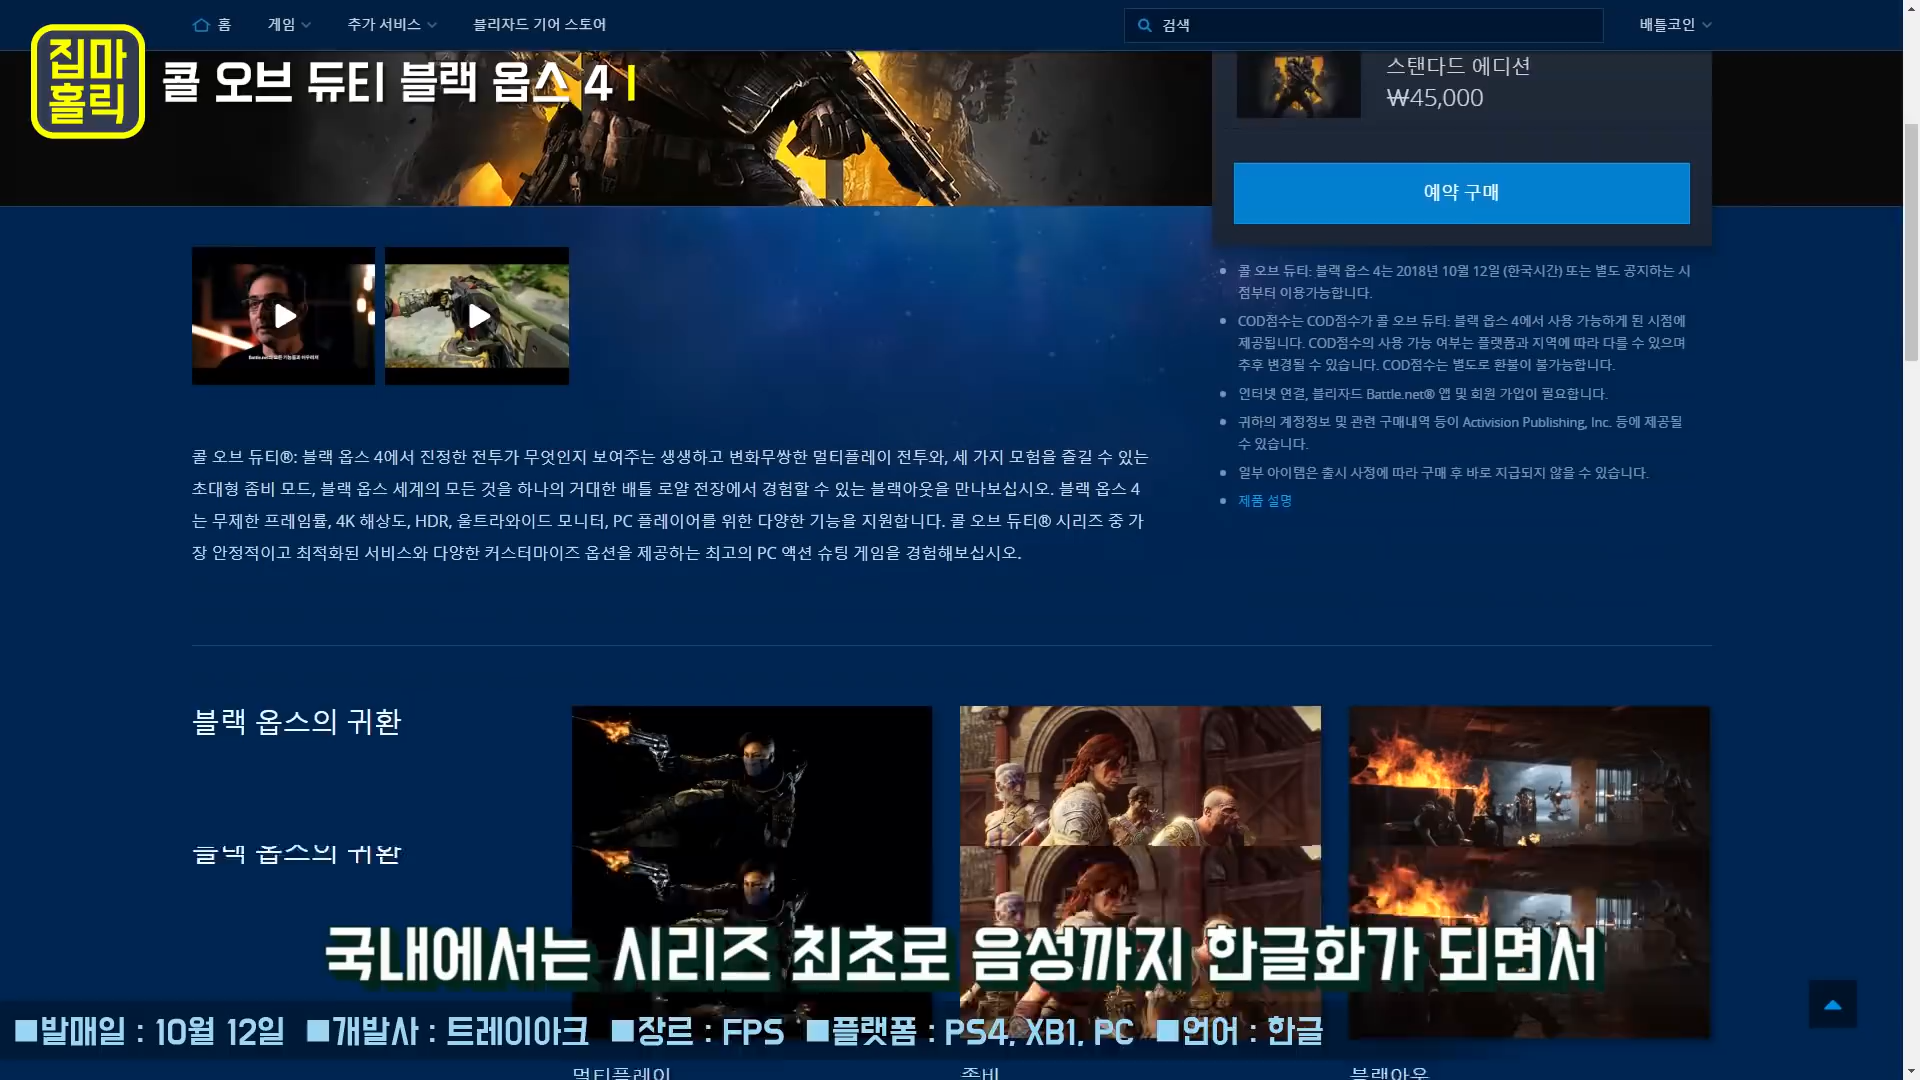 홈
게임
추가 서비스
블리자드 기어 스토어
검색
배틀코인
집마
홀릭
콜 오브 듀티 블랙 옵스 4
스탠다드 에디션
₩45,000
예약 구매
콜 오브 듀티: 블랙 옵스 4는 2018년 10월 12일 (한국시간) 또는 별도 공지하는 시
점부터 이용가능합니다.
COD점수는 COD점수가 콜 오브 듀티: 블랙 옵스 4에서 사용 가능하게 된 시점에
제공됩니다. COD점수의 사용 가능 여부는 플랫폼과 지역에 따라 다를 수 있으며
추후 변경될 수 있습니다. COD점수는 별도로 환불이 불가능합니다.
인터넷 연결, 블리자드 Battle.net® 앱 및 회원 가입이 필요합니다.
귀하의 계정정보 및 관련 구매내역 등이 Activision Publishing, Inc. 등에 제공될
수 있습니다.
일부 아이템은 출시 사정에 따라 구매 후 바로 지급되지 않을 수 있습니다.
제품 설명
콜 오브 듀티®: 블랙 옵스 4에서 진정한 전투가 무엇인지 보여주는 생생하고 변화무쌍한 멀티플레이 전투와, 세 가지 모험을 즐길 수 있는
초대형 좀비 모드, 블랙 옵스 세계의 모든 것을 하나의 거대한 배틀 로얄 전장에서 경험할 수 있는 블랙아웃을 만나보십시오. 블랙 옵스 4
는 무제한 프레임률, 4K 해상도, HDR, 울트라와이드 모니터, PC 플레이어를 위한 다양한 기능을 지원합니다. 콜 오브 듀티® 시리즈 중 가
장 안정적이고 최적화된 서비스와 다양한 커스터마이즈 옵션을 제공하는 최고의 PC 액션 슈팅 게임을 경험해보십시오.
블랙 옵스의 귀환
블랙 옵스의 귀환
국내에서는 시리즈 최초로 음성까지 한글화가 되면서
■발매일 : 10월 12일 ■개발사 : 트레이아크 ■장르 : FPS ■플랫폼 : PS4, XB1, PC ■언어 : 한글
멀티플레이
좀비
블랙아웃